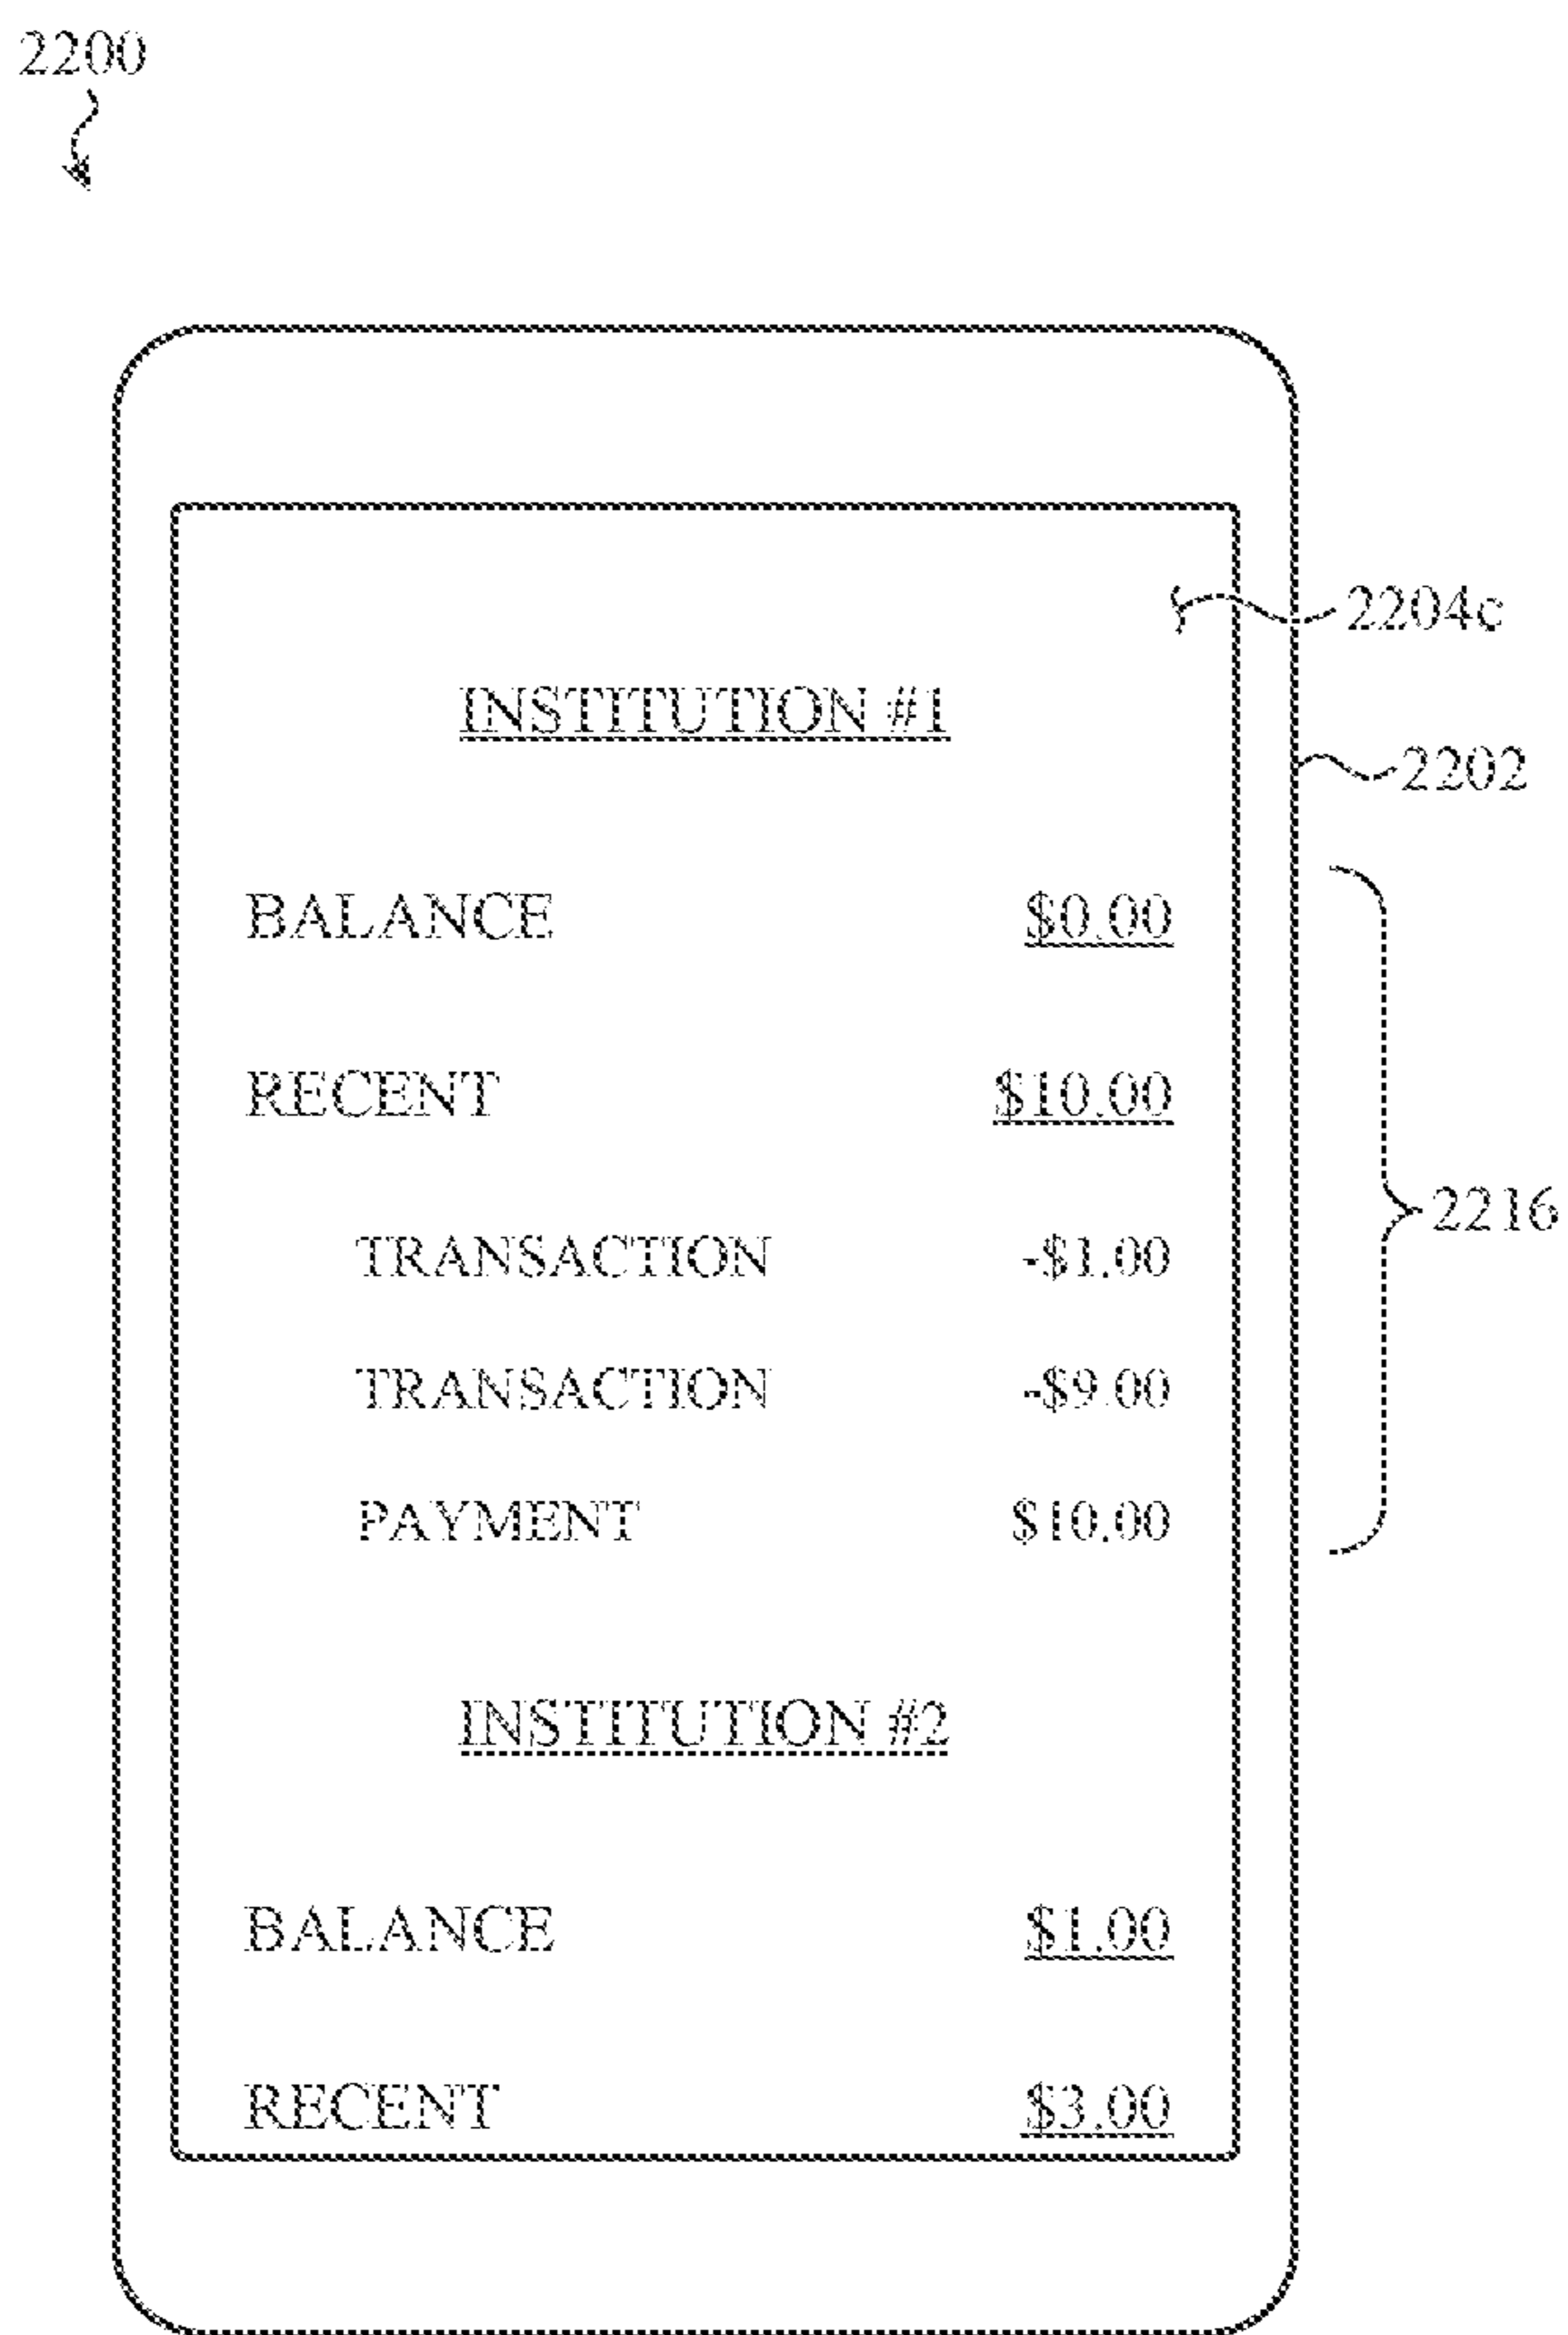 2200
2204c
INSTITUTION #1
2202
BALANCE $0.00
RECENT $10.00
2216
TRANSACTION -$1.00
TRANSACTION -$9.00
PAYMENT $10.00
INSTITUTION #2
BALANCE $1.00
RECENT $3.00